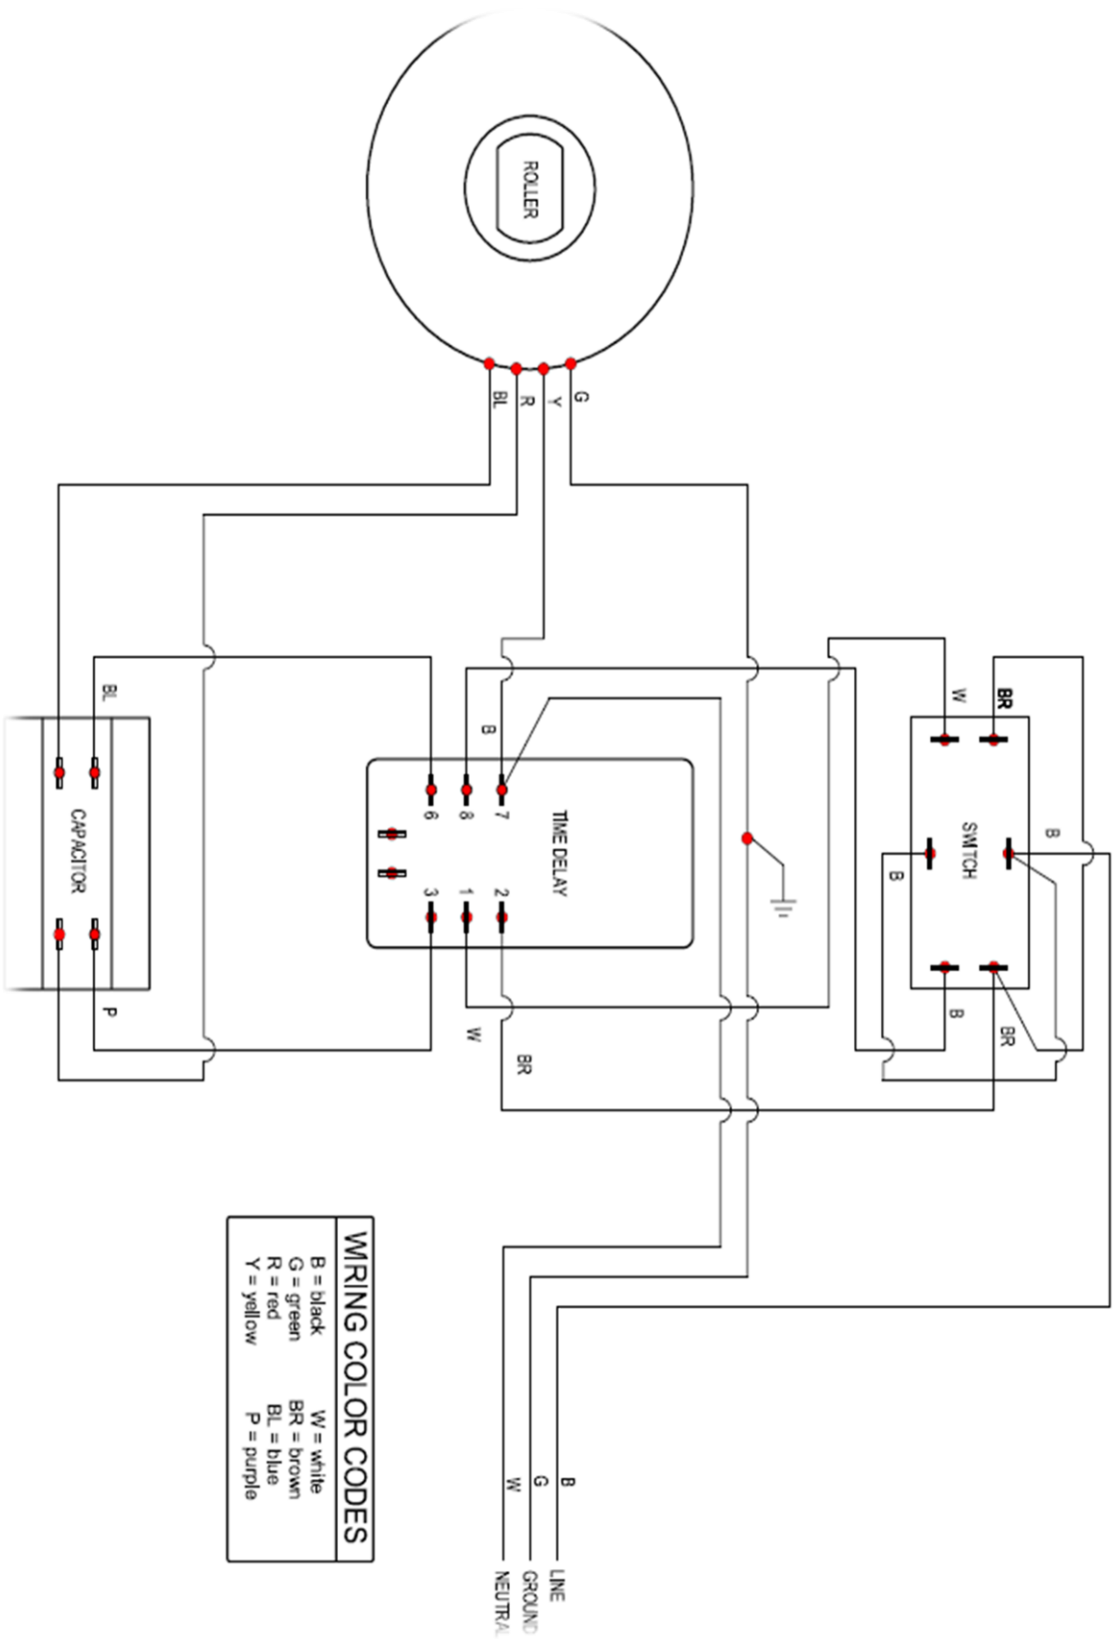 ROLLER
BL
R
Y
G
BL
B
W
BR
6
8
7
TIME DELAY
3
1
2
CAPACITOR
SWITCH
B
B
P
W
BR
B
BR
WIRING COLOR CODES
B = black
W = white
G = green
BR = brown
R = red
BL = blue
Y = yellow
P = purple
B
G
W
LINE
GROUND
NEUTRAL